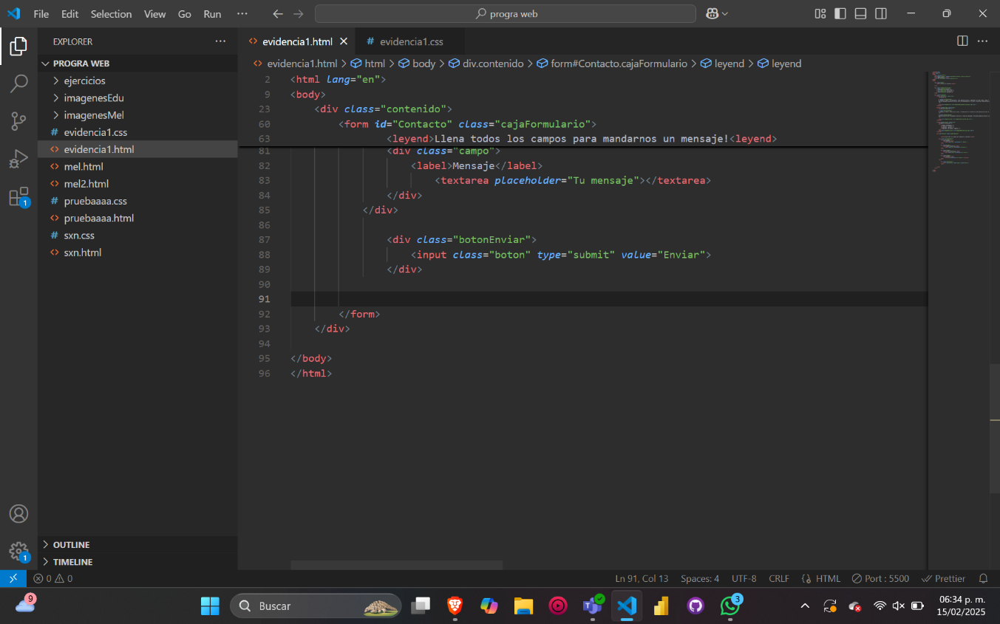 File Edit Selection View Go Run ··· progra web
EXPLORER ···
PROGRA WEB
ejercicios
imagenesEdu
imagenesMel
# evidencia1.css
<> evidencia1.html
<> mel.html
<> mel2.html
# pruebaaaa.css
<> pruebaaaa.html
# sxn.css
<> sxn.html
OUTLINE
TIMELINE
1
1
<> evidencia1.html # evidencia1.css ···
<> evidencia1.html > html > body > div.contenido > form#Contacto.cajaFormulario > leyend > leyend
2 <html lang="en">
9 <body>
23 <div class="contenido">
60 <form id="Contacto" class="cajaFormulario">
63 <leyend>Llena todos los campos para mandarnos un mensaje!<leyend>
81 <div class="campo">
82 <label>Mensaje</label>
83 <textarea placeholder="Tu mensaje"></textarea>
84 </div>
85 </div>
86
87 <div class="botonEnviar">
88 <input class="boton" type="submit" value="Enviar">
89 </div>
90
91
92 </form>
93 </div>
94
95 </body>
96 </html>
0 0 Ln 91, Col 13 Spaces: 4 UTF-8 CRLF {} HTML Port : 5500 Prettier
9 Buscar 3 06:34 p. m.
15/02/2025